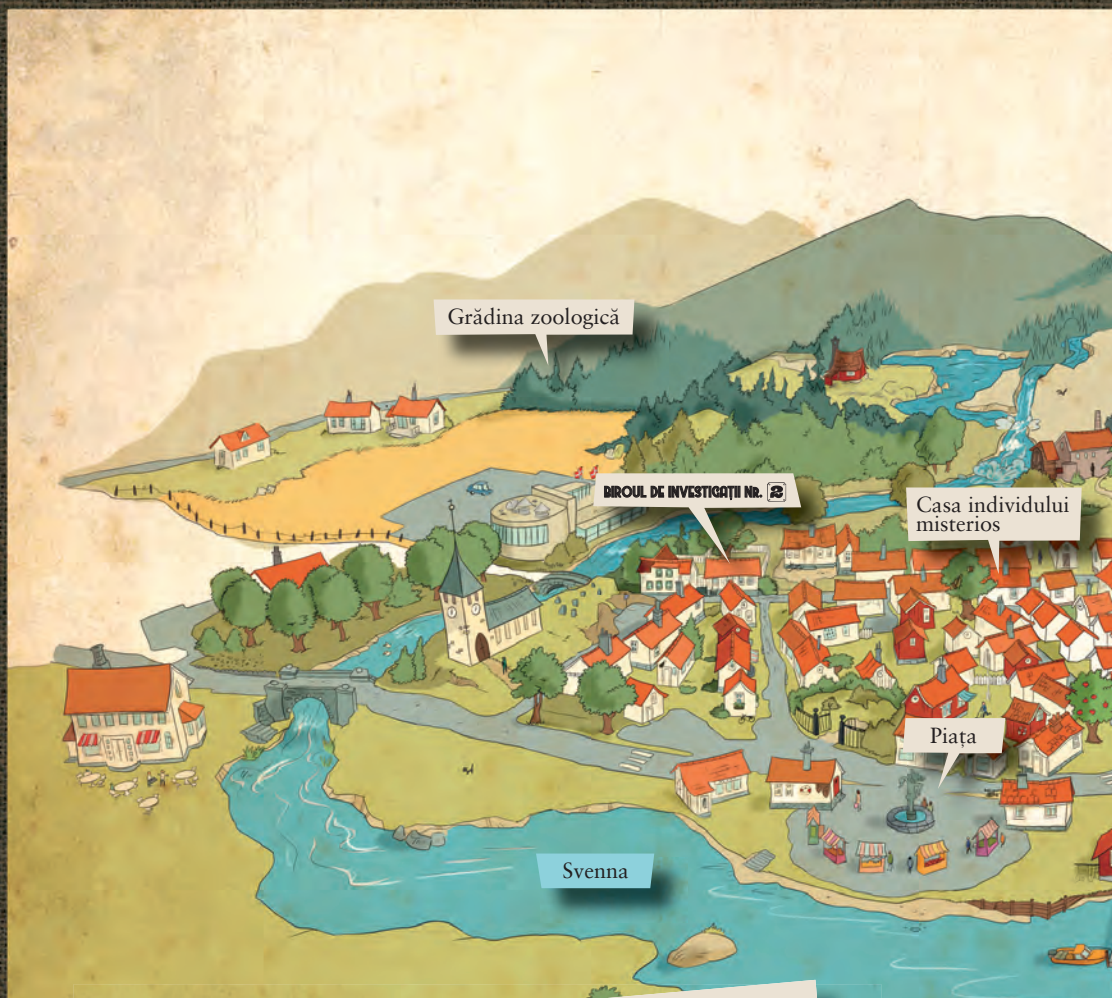 Grădina zoologică
BIROUL DE INVESTIGAȚII NR. 2
Casa individului
misterios
Piața
Svenna